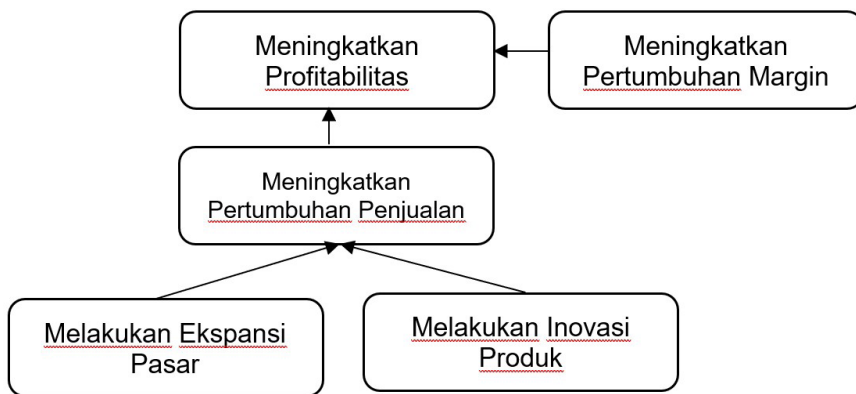 Meningkatkan
Profitabilitas
Meningkatkan
Pertumbuhan Margin
Meningkatkan
Pertumbuhan Penjualan
Melakukan Ekspansi
Pasar
Melakukan Inovasi
Produk